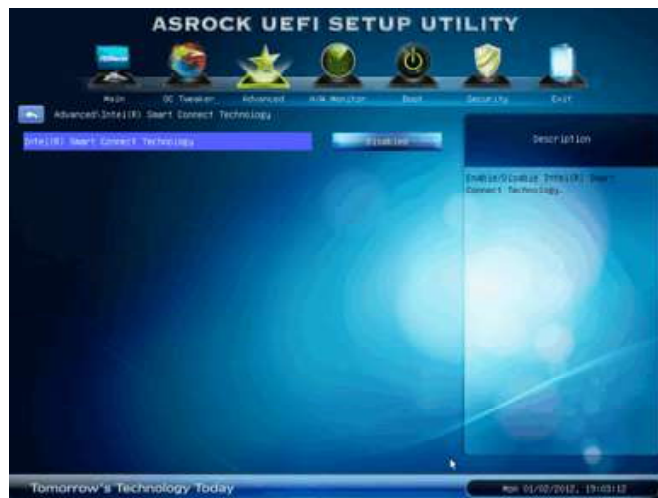 ASROCK UEFI SETUP UTILITY
Main OC Tweaker Advanced H/W Monitor Boot Security Exit
Advanced\Intel(R) Smart Connect Technology
Intel(R) Smart Connect Technology
Disabled
Description
Enable/Disable Intel(R) Smart
Connect Technology.
Tomorrow's Technology Today
Mon 01/02/2012, 19:03:12